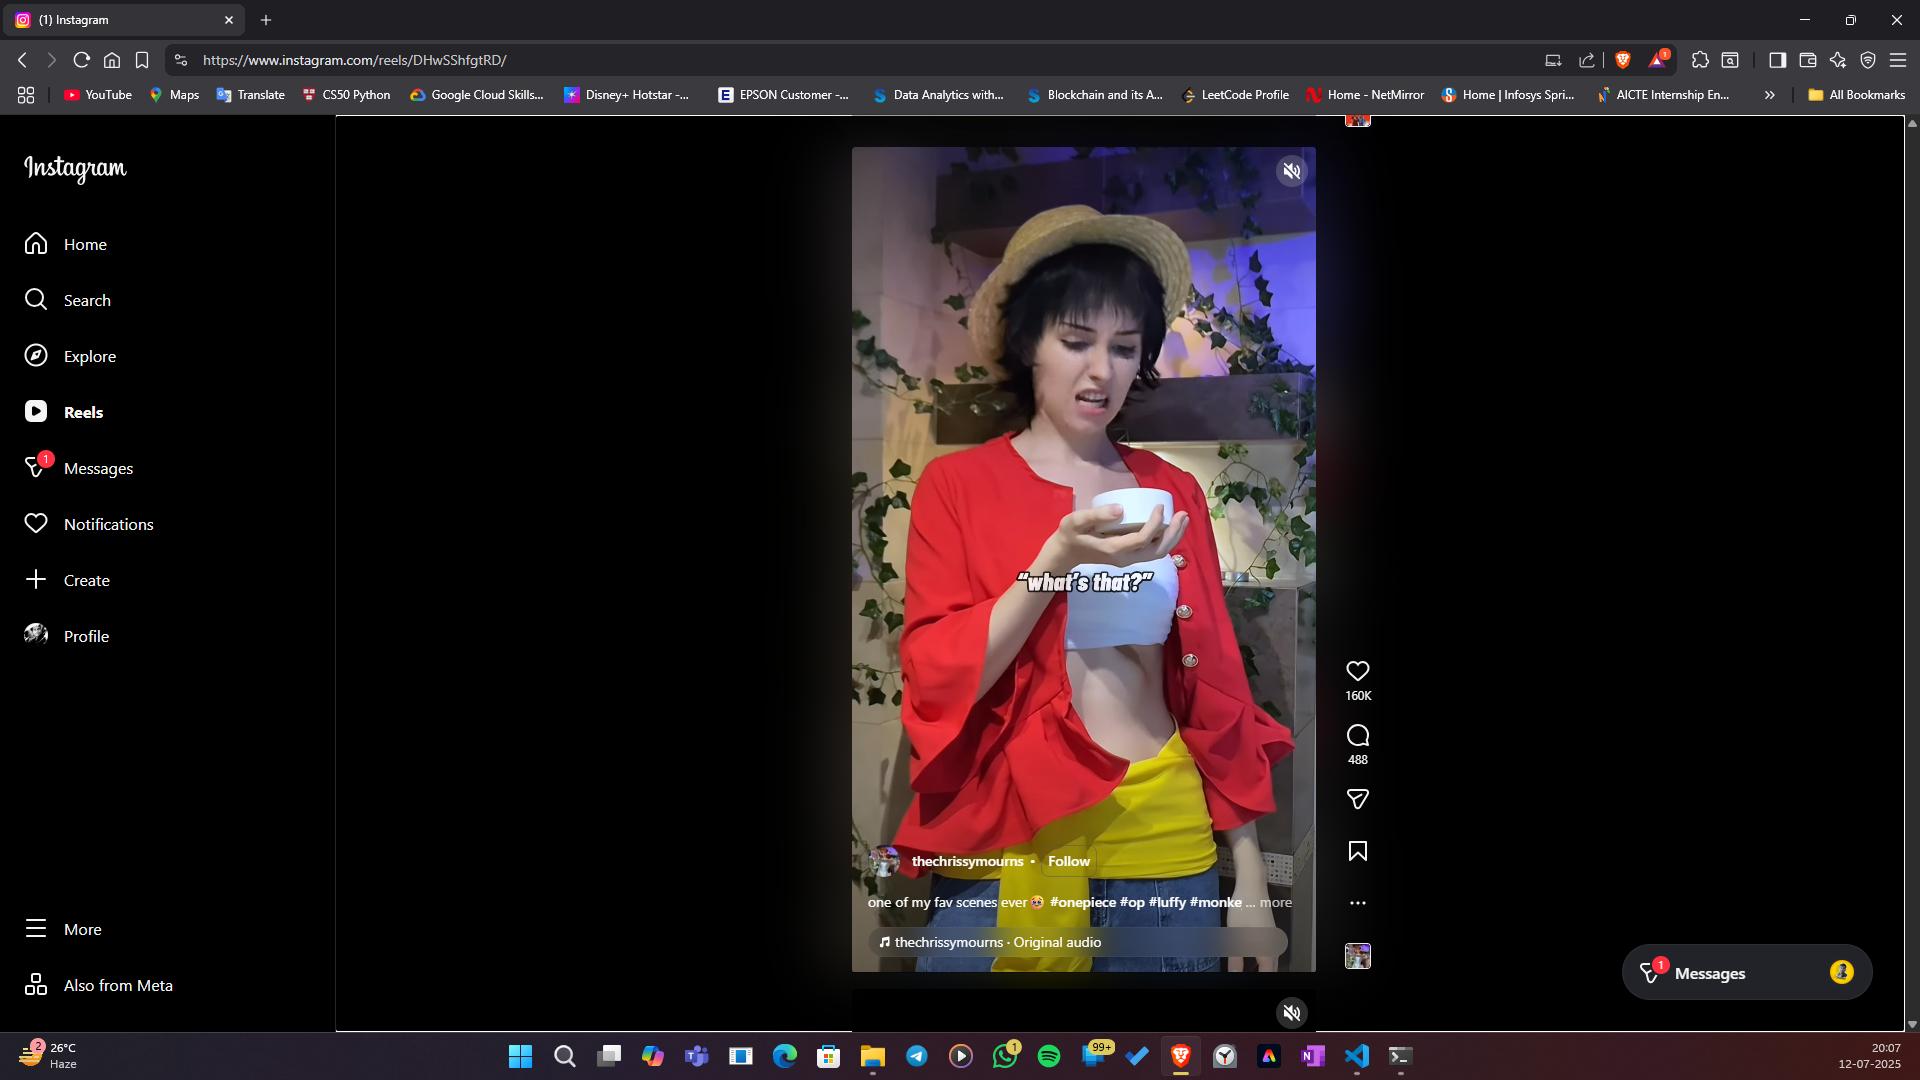 (1) Instagram
https://www.instagram.com/reels/DHwSShfgtRD/
1
YouTube
Maps
Translate
CS50 Python
Google Cloud Skills...
Disney+ Hotstar -...
EPSON Customer -...
Data Analytics with...
Blockchain and its A...
LeetCode Profile
Home - NetMirror
Home | Infosys Spri...
AICTE Internship En...
All Bookmarks
Instagram
Home
Search
Explore
Reels
1
Messages
Notifications
Create
Profile
More
Also from Meta
"what's that?"
thechrissymourns • Follow
one of my fav scenes ever #onepiece #op #luffy #monke ... more
thechrissymourns · Original audio
160K
488
1
Messages
2
26°C
Haze
1
99+
20:07
12-07-2025